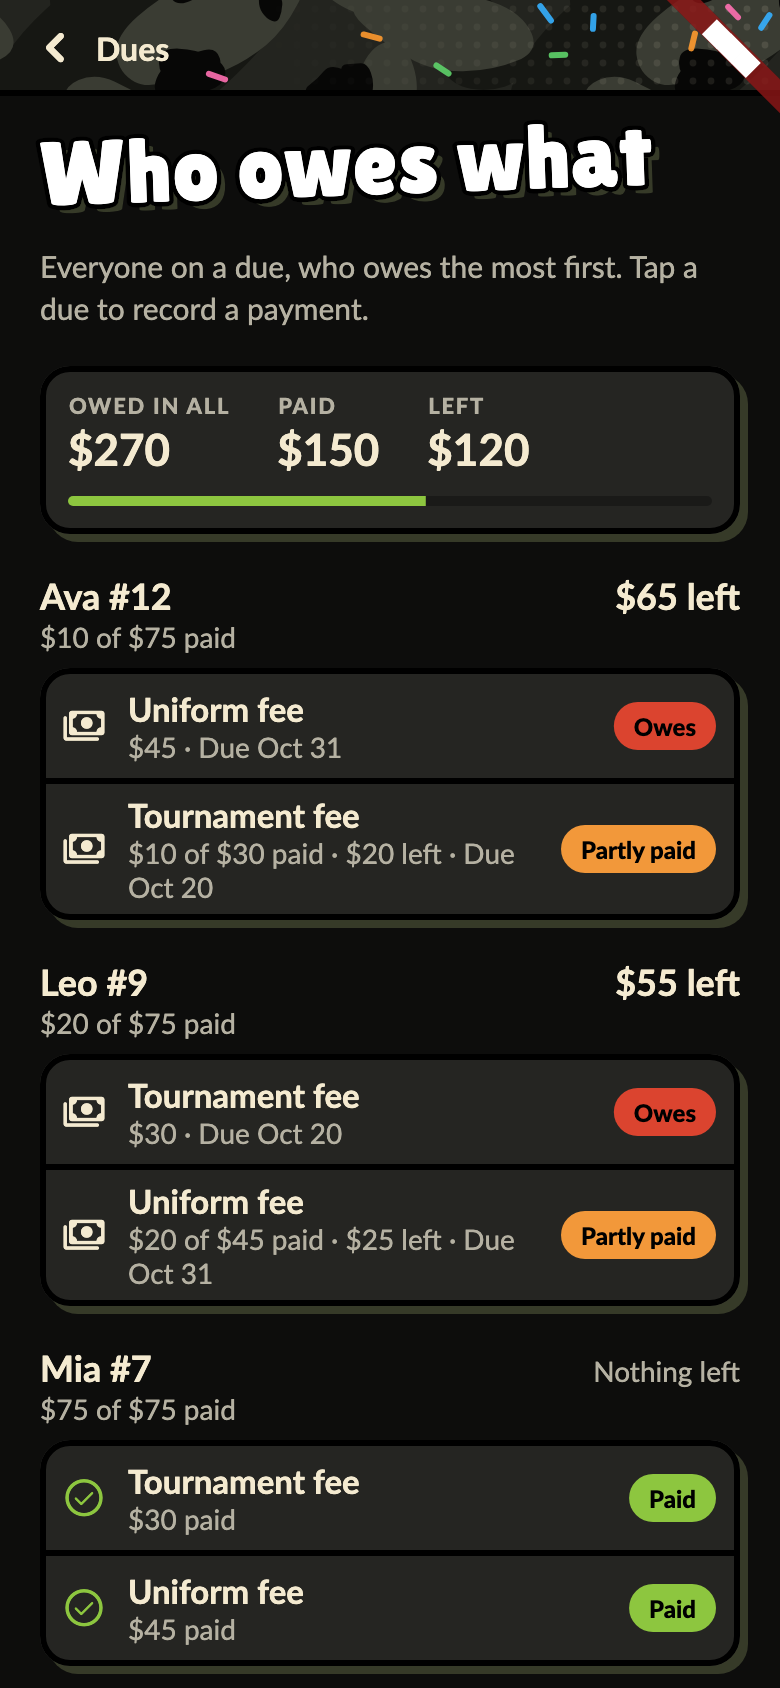 Dues
Who owes what
Everyone on a due, who owes the most first. Tap a
due to record a payment.
OWED IN ALL PAID LEFT
$270 $150 $120
Ava #12 $65 left
$10 of $75 paid
Uniform fee
$45 · Due Oct 31
Owes
Tournament fee
$10 of $30 paid · $20 left · Due
Oct 20
Partly paid
Leo #9 $55 left
$20 of $75 paid
Tournament fee
$30 · Due Oct 20
Owes
Uniform fee
$20 of $45 paid · $25 left · Due
Oct 31
Partly paid
Mia #7 Nothing left
$75 of $75 paid
Tournament fee
$30 paid
Paid
Uniform fee
$45 paid
Paid